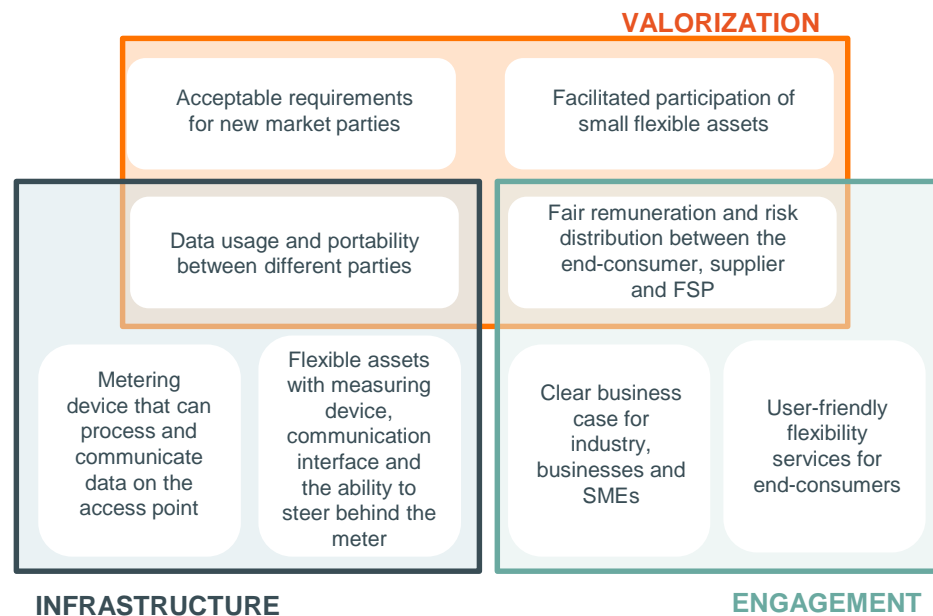 VALORIZATION
Acceptable requirements
for new market parties
Facilitated participation of
small flexible assets
Data usage and portability
between different parties
Fair remuneration and risk
distribution between the
end-consumer, supplier
and FSP
Metering
device that can
process and
communicate
data on the
access point
Flexible assets
with measuring
device,
communication
interface and
the ability to
steer behind the
meter
Clear business
case for
industry,
businesses and
SMEs
User-friendly
flexibility
services for
end-consumers
INFRASTRUCTURE
ENGAGEMENT